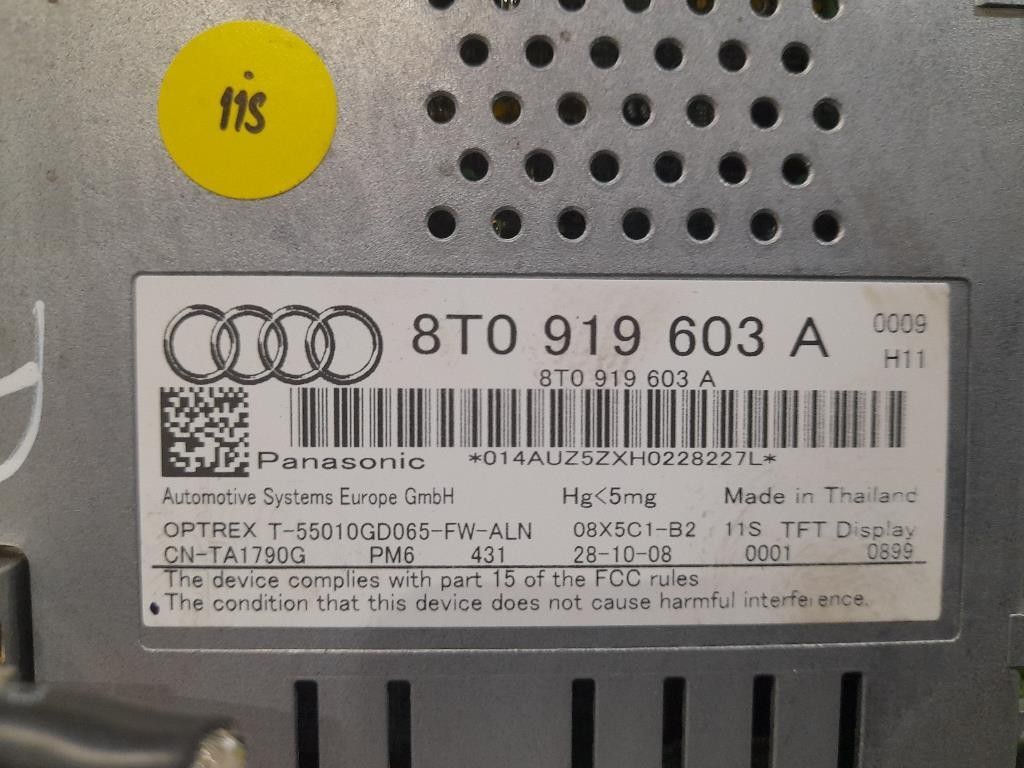 11S
8T0 919 603 A
0009
H11
8T0 919 603 A
Panasonic *014AUZ5ZXH0228227L*
Automotive Systems Europe GmbH Hg<5mg Made in Thailand
OPTREX T-55010GD065-FW-ALN 08X5C1-B2 11S TFT Display
CN-TA1790G PM6 431 28-10-08 0001 0899
The device complies with part 15 of the FCC rules
The condition that this device does not cause harmful interference.